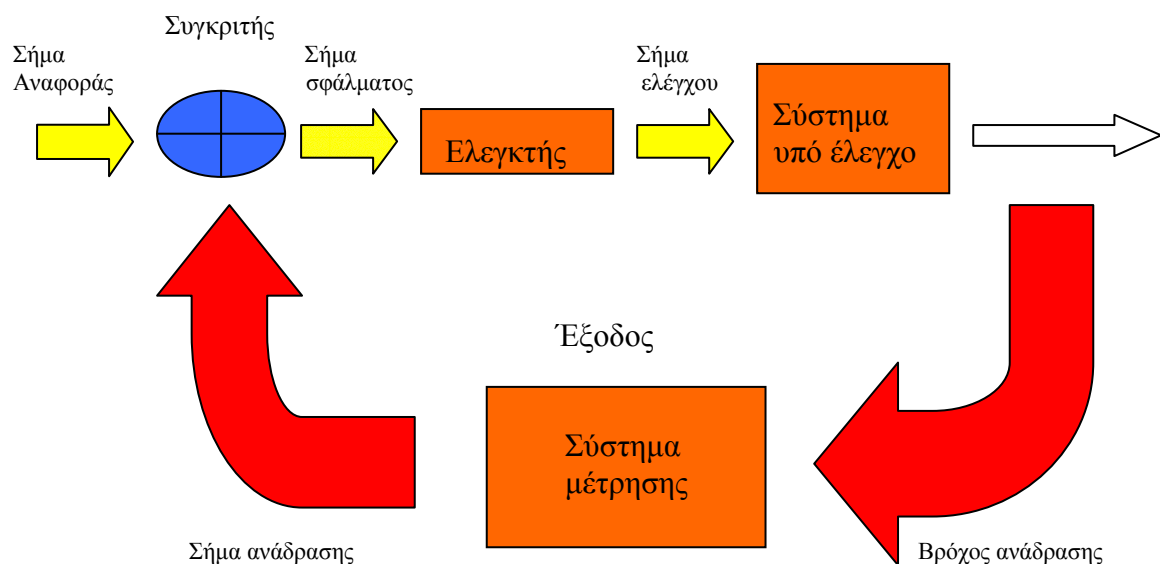 Συγκριτής
Σήμα
Αναφοράς
Σήμα
σφάλματος
Ελεγκτής
Σήμα
ελέγχου
Σύστημα
υπό έλεγχο
Έξοδος
Σύστημα
μέτρησης
Σήμα ανάδρασης
Βρόχος ανάδρασης